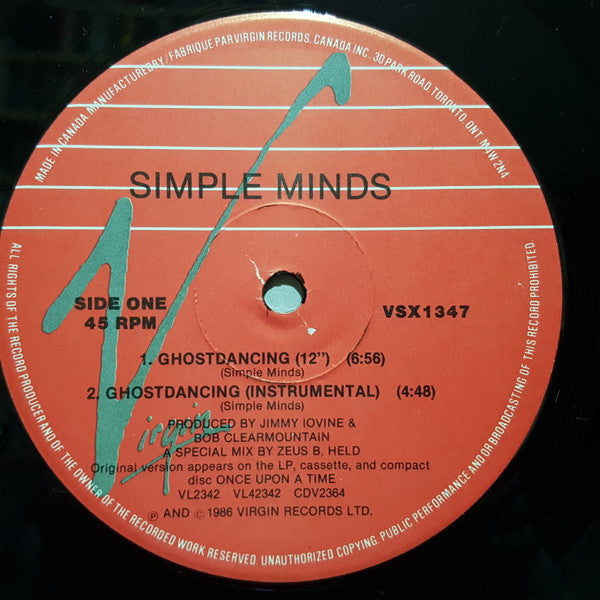 MADE IN CANADA MANUFACTURED BY / FABRIQUE PAR VIRGIN RECORDS. CANADA INC., 30 PARK ROAD, TORONTO, ONT. M4W 2N4
SIMPLE MINDS
SIDE ONE
45 RPM
VSX1347
1. GHOSTDANCING (12") (6:56)
(Simple Minds)
2. GHOSTDANCING (INSTRUMENTAL) (4:48)
(Simple Minds)
Virgin
PRODUCED BY JIMMY IOVINE &
BOB CLEARMOUNTAIN
A SPECIAL MIX BY ZEUS B. HELD
Original version appears on the LP, cassette, and compact
disc ONCE UPON A TIME
VL2342 VL42342 CDV2364
℗ AND © 1986 VIRGIN RECORDS LTD.
ALL RIGHTS OF THE RECORD PRODUCER AND OF THE OWNER OF THE RECORDED WORK RESERVED. UNAUTHORIZED COPYING, PUBLIC PERFORMANCE AND/OR BROADCASTING OF THIS RECORD PROHIBITED